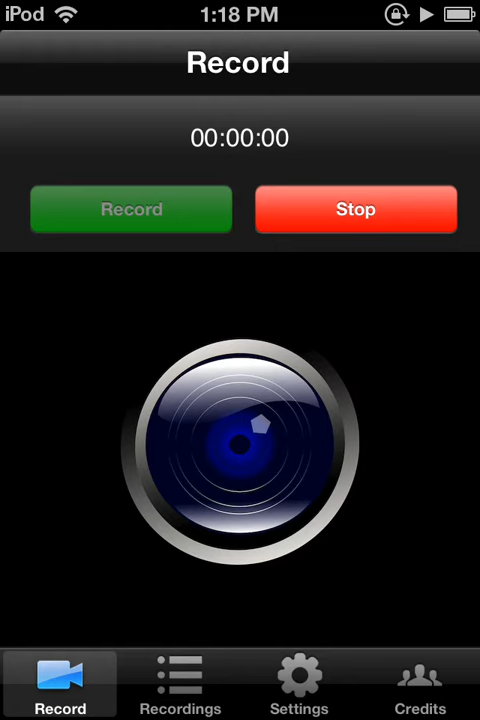 iPod 1:18 PM
Record
00:00:00
Record Stop
Record Recordings Settings Credits